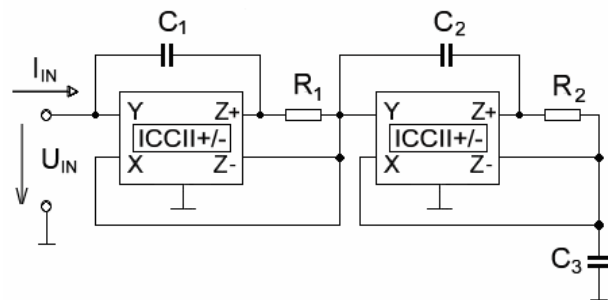 C1
C2
IIN
R1
R2
Y
Z+
Y
Z+
ICCII+/-
ICCII+/-
UIN
X
Z-
X
Z-
C3